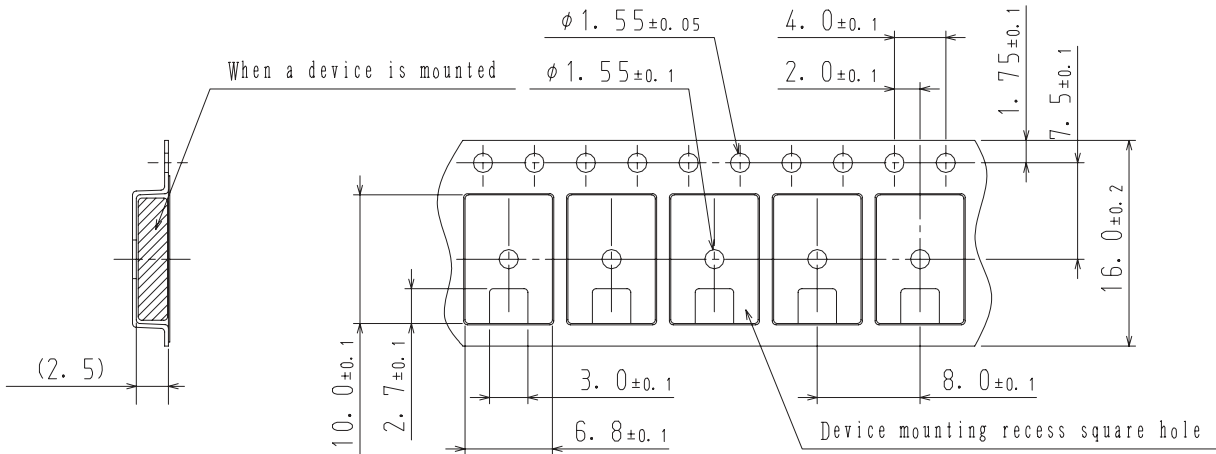 φ1.55±0.05
4.0±0.1
When a device is mounted
φ1.55±0.1
2.0±0.1
1.75±0.1
7.5±0.1
16.0±0.2
(2.5)
10.0±0.1
2.7±0.1
3.0±0.1
8.0±0.1
6.8±0.1
Device mounting recess square hole